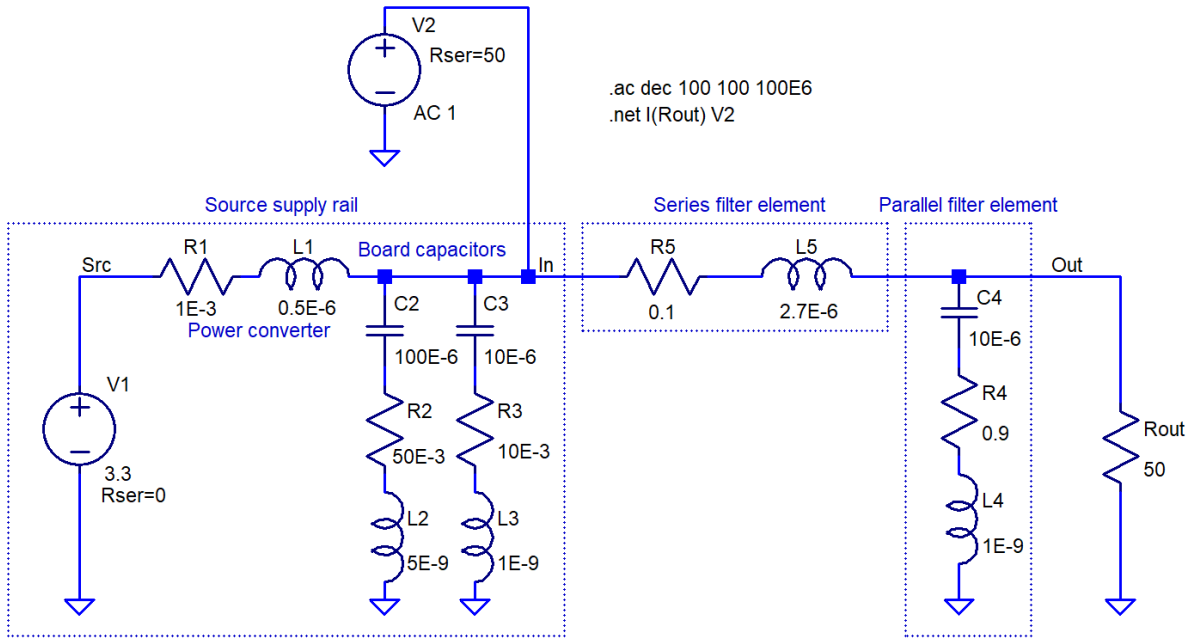 V2
Rser=50
AC 1
.ac dec 100 100 100E6
.net I(Rout) V2
Source supply rail
Series filter element
Parallel filter element
Src
R1
1E-3
L1
0.5E-6
Power converter
Board capacitors
In
R5
0.1
L5
2.7E-6
Out
C2
100E-6
C3
10E-6
C4
10E-6
V1
3.3
Rser=0
R2
50E-3
R3
10E-3
R4
0.9
Rout
50
L2
5E-9
L3
1E-9
L4
1E-9